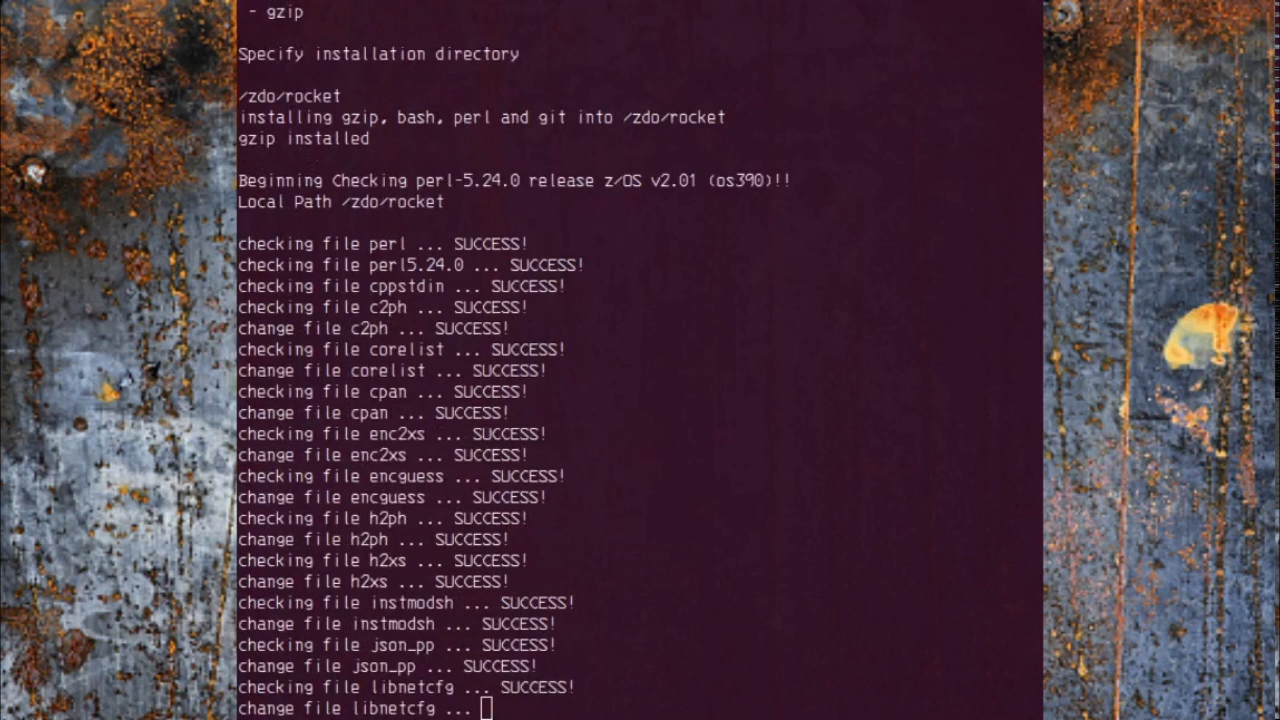 - gzip
Specify installation directory
/zdo/rocket
installing gzip, bash, perl and git into /zdo/rocket
gzip installed
Beginning Checking perl-5.24.0 release z/OS v2.01 (os390)!!
Local Path /zdo/rocket
checking file perl ... SUCCESS!
checking file perl5.24.0 ... SUCCESS!
checking file cppstdin ... SUCCESS!
checking file c2ph ... SUCCESS!
change file c2ph ... SUCCESS!
checking file corelist ... SUCCESS!
change file corelist ... SUCCESS!
checking file cpan ... SUCCESS!
change file cpan ... SUCCESS!
checking file enc2xs ... SUCCESS!
change file enc2xs ... SUCCESS!
checking file encguess ... SUCCESS!
change file encguess ... SUCCESS!
checking file h2ph ... SUCCESS!
change file h2ph ... SUCCESS!
checking file h2xs ... SUCCESS!
change file h2xs ... SUCCESS!
checking file instmodsh ... SUCCESS!
change file instmodsh ... SUCCESS!
checking file json_pp ... SUCCESS!
change file json_pp ... SUCCESS!
checking file libnetcfg ... SUCCESS!
change file libnetcfg ...